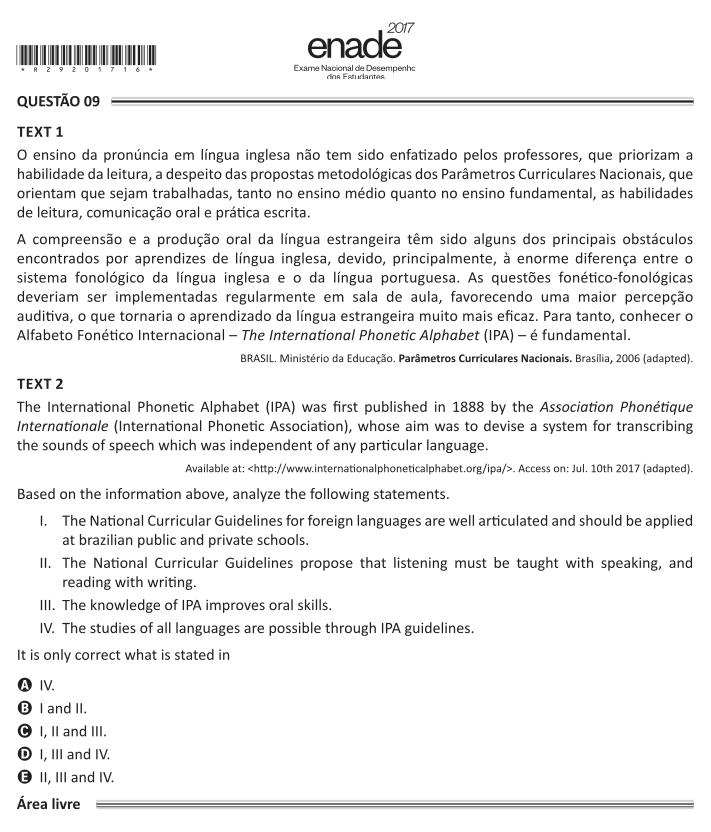 2017
enade
Exame Nacional de Desempenho
dos Estudantes
*R29201716*
QUESTÃO 09
TEXT 1
O ensino da pronúncia em língua inglesa não tem sido enfatizado pelos professores, que priorizam a
habilidade da leitura, a despeito das propostas metodológicas dos Parâmetros Curriculares Nacionais, que
orientam que sejam trabalhadas, tanto no ensino médio quanto no ensino fundamental, as habilidades
de leitura, comunicação oral e prática escrita.
A compreensão e a produção oral da língua estrangeira têm sido alguns dos principais obstáculos
encontrados por aprendizes de língua inglesa, devido, principalmente, à enorme diferença entre o
sistema fonológico da língua inglesa e o da língua portuguesa. As questões fonético-fonológicas
deveriam ser implementadas regularmente em sala de aula, favorecendo uma maior percepção
auditiva, o que tornaria o aprendizado da língua estrangeira muito mais eficaz. Para tanto, conhecer o
Alfabeto Fonético Internacional – The International Phonetic Alphabet (IPA) – é fundamental.
BRASIL. Ministério da Educação. Parâmetros Curriculares Nacionais. Brasília, 2006 (adapted).
TEXT 2
The International Phonetic Alphabet (IPA) was first published in 1888 by the Association Phonétique
Internationale (International Phonetic Association), whose aim was to devise a system for transcribing
the sounds of speech which was independent of any particular language.
Available at: <http://www.internationalphoneticalphabet.org/ipa/>. Access on: Jul. 10th 2017 (adapted).
Based on the information above, analyze the following statements.
I. The National Curricular Guidelines for foreign languages are well articulated and should be applied
at brazilian public and private schools.
II. The National Curricular Guidelines propose that listening must be taught with speaking, and
reading with writing.
III. The knowledge of IPA improves oral skills.
IV. The studies of all languages are possible through IPA guidelines.
It is only correct what is stated in
A IV.
B I and II.
C I, II and III.
D I, III and IV.
E II, III and IV.
Área livre